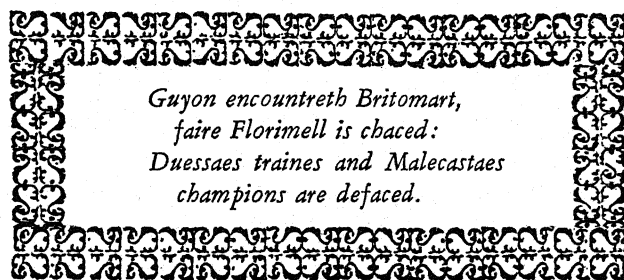 Guyon encountreth Britomart,
faire Florimell is chaced:
Duessaes traines and Malecastaes
champions are defaced.